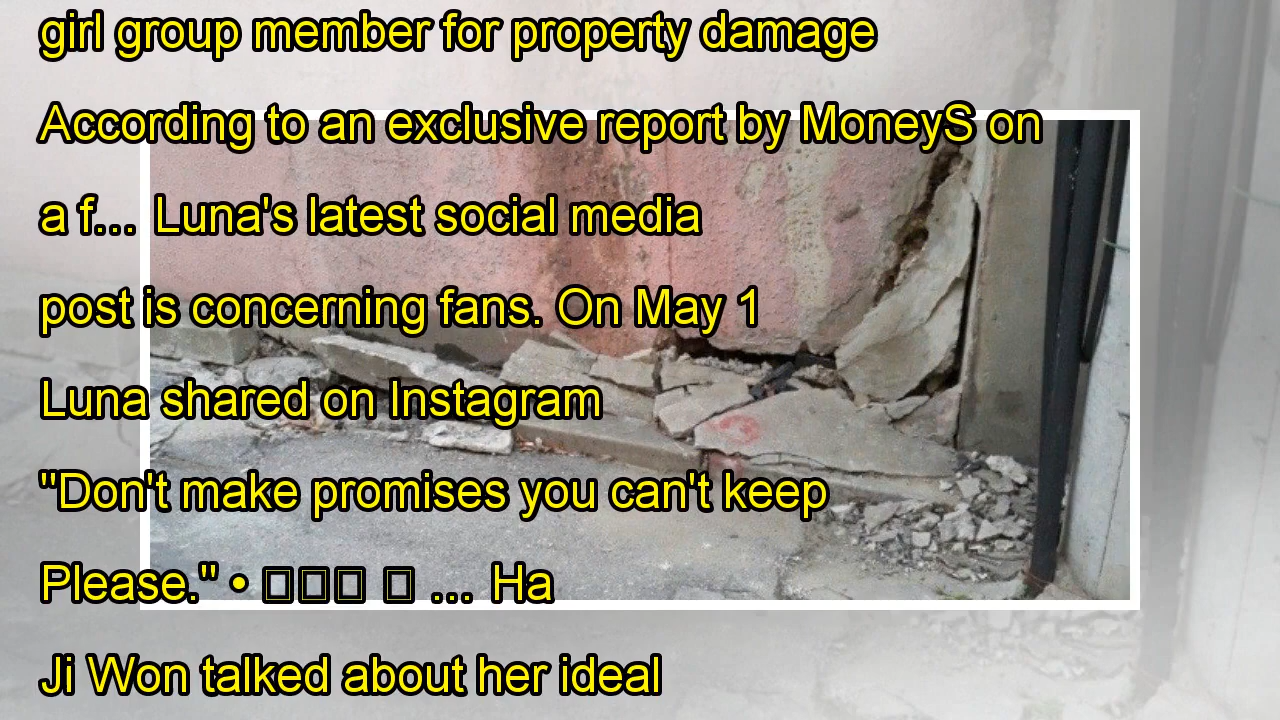 girl group member for property damage
According to an exclusive report by MoneyS on
a f... Luna's latest social media
post is concerning fans. On May 1
Luna shared on Instagram
"Don't make promises you can't keep
Please." • □□□ □ ... Ha
Ji Won talked about her ideal